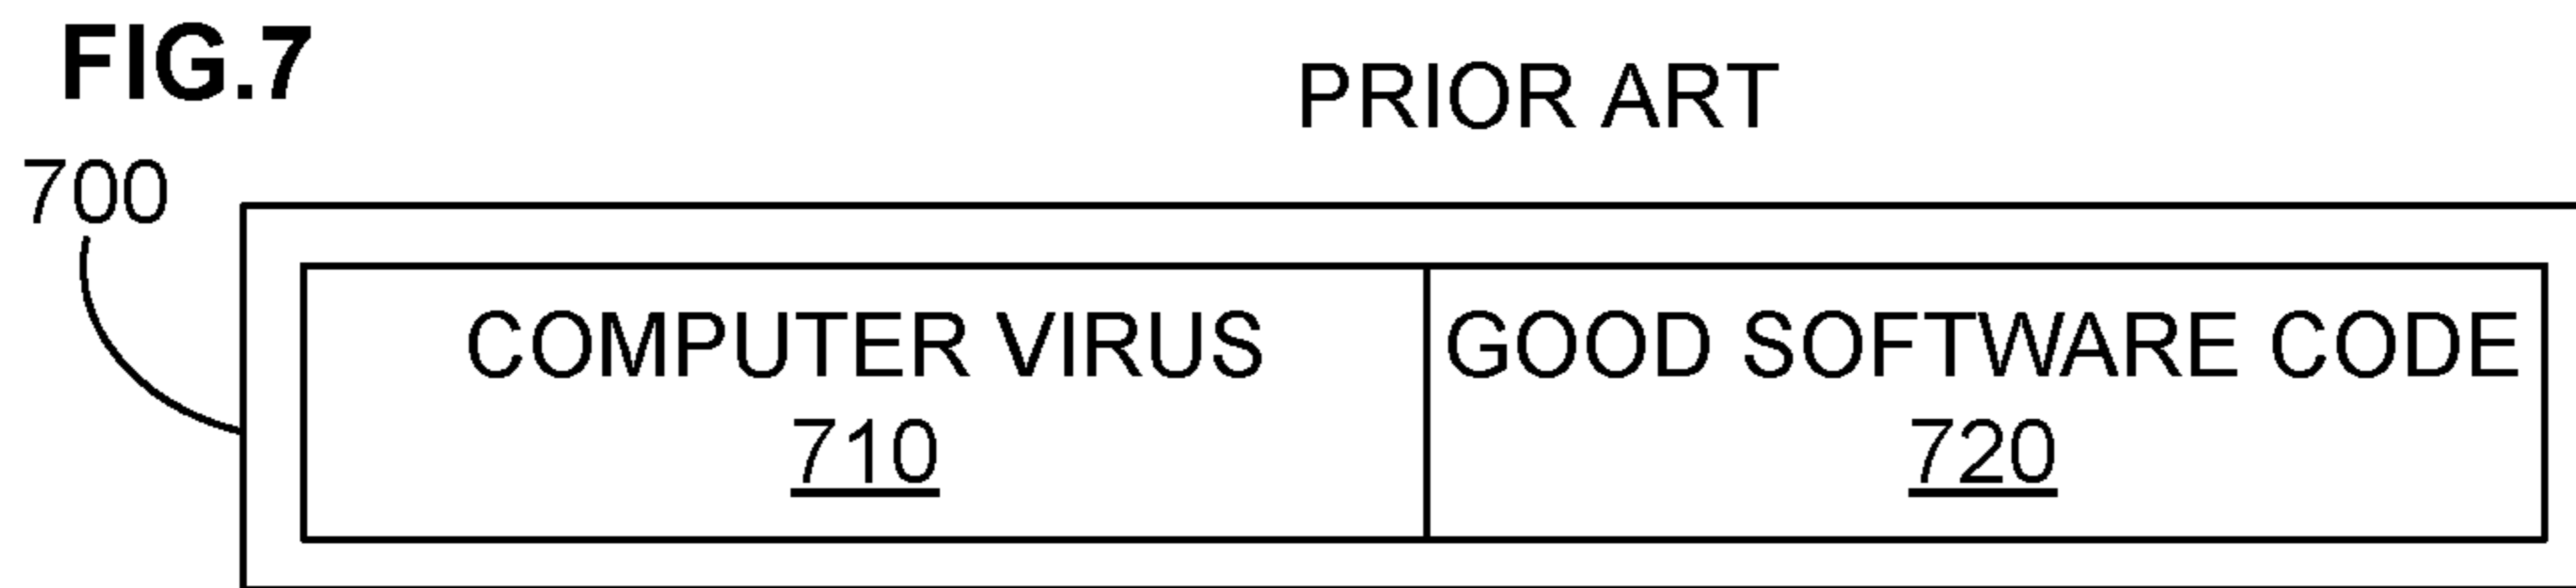 FIG.7
PRIOR ART
700
COMPUTER VIRUS
710
GOOD SOFTWARE CODE
720